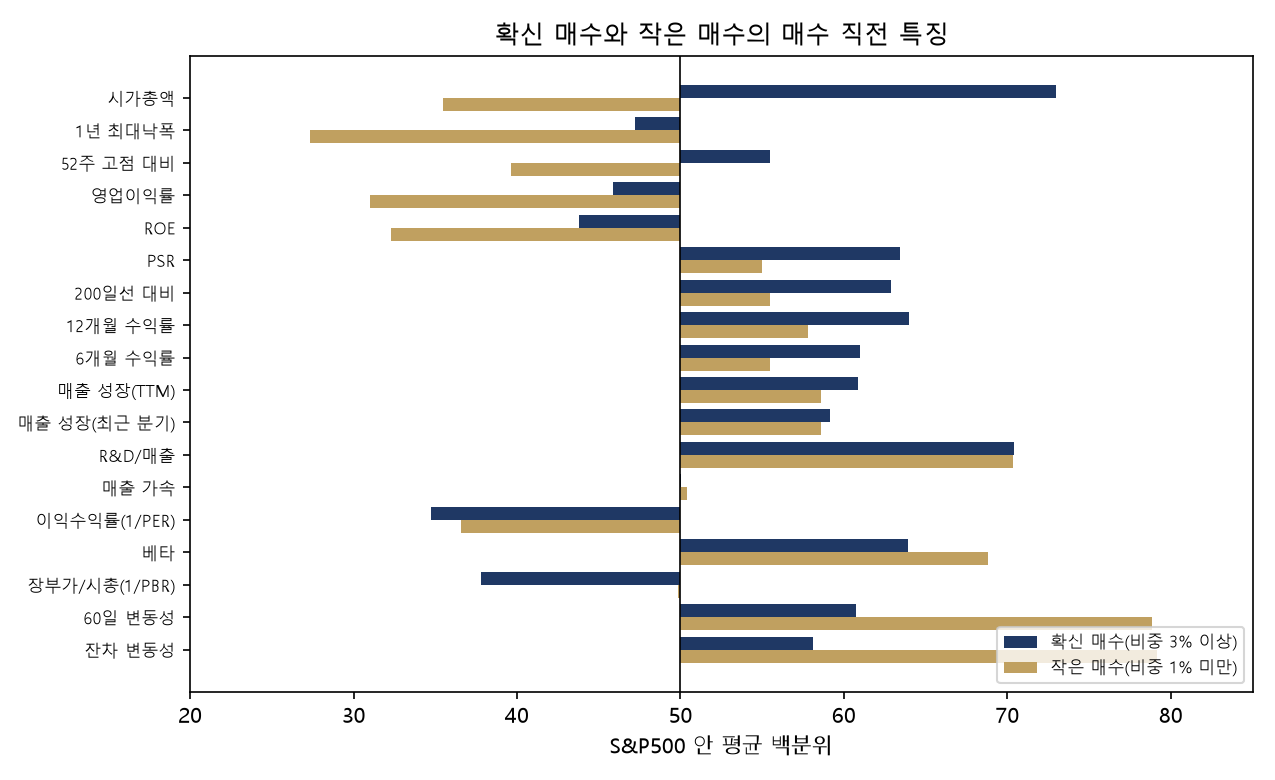 확신 매수와 작은 매수의 매수 직전 특징
시가총액
1년 최대낙폭
52주 고점 대비
영업이익률
ROE
PSR
200일선 대비
12개월 수익률
6개월 수익률
매출 성장(TTM)
매출 성장(최근 분기)
R&D/매출
매출 가속
이익수익률(1/PER)
베타
장부가/시총(1/PBR)
60일 변동성
잔차 변동성
확신 매수(비중 3% 이상)
작은 매수(비중 1% 미만)
20 30 40 50 60 70 80
S&P500 안 평균 백분위